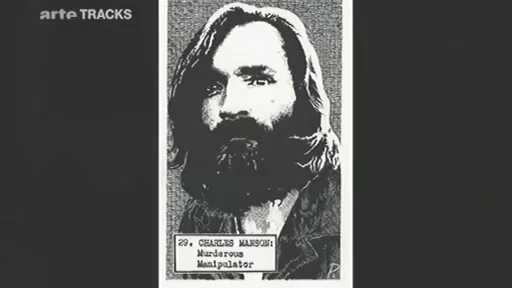 arte TRACKS
29. CHARLES MANSON:
Murderous
Manipulator